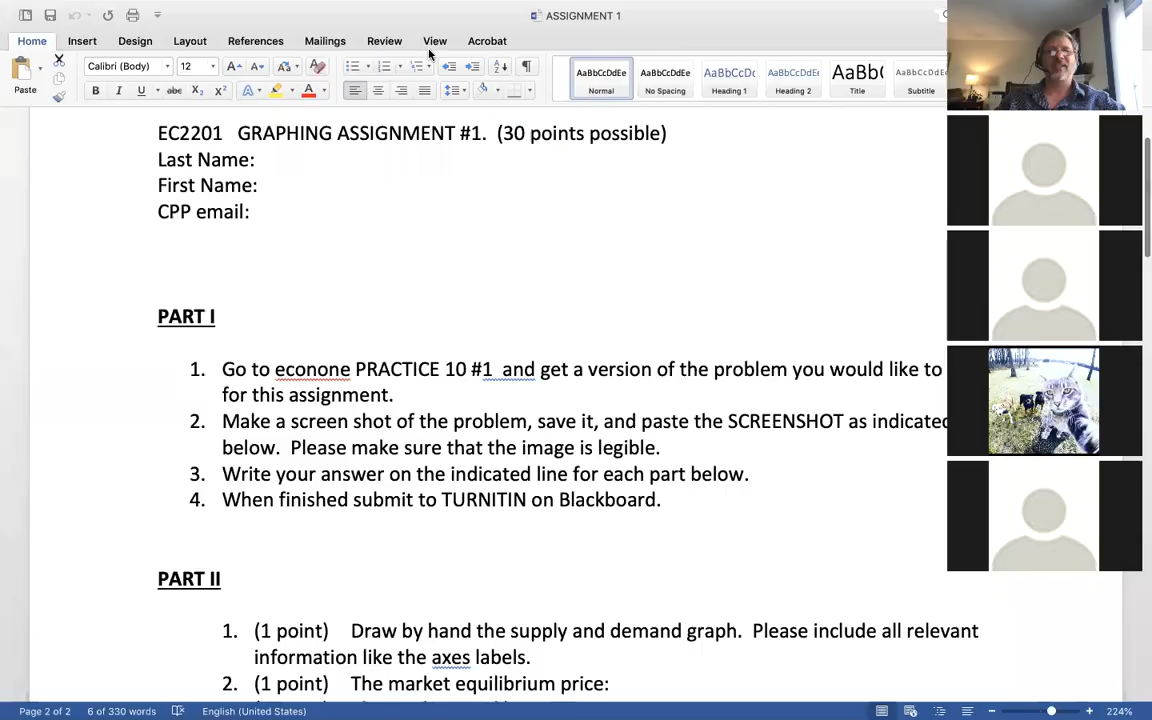 ASSIGNMENT 1
Home Insert Design Layout References Mailings Review View Acrobat
Paste
Calibri (Body) 12
AaBbCcDdEe AaBbCcDdEe AaBbCcDc AaBbCcDdEe AaBb( AaBbCcDdEe
Normal No Spacing Heading 1 Heading 2 Title Subtitle
EC2201 GRAPHING ASSIGNMENT #1. (30 points possible)
Last Name:
First Name:
CPP email:
PART I
1. Go to econone PRACTICE 10 #1 and get a version of the problem you would like to
for this assignment.
2. Make a screen shot of the problem, save it, and paste the SCREENSHOT as indicated
below. Please make sure that the image is legible.
3. Write your answer on the indicated line for each part below.
4. When finished submit to TURNITIN on Blackboard.
PART II
1. (1 point) Draw by hand the supply and demand graph. Please include all relevant
information like the axes labels.
2. (1 point) The market equilibrium price:
Page 2 of 2 6 of 330 words English (United States) 224%